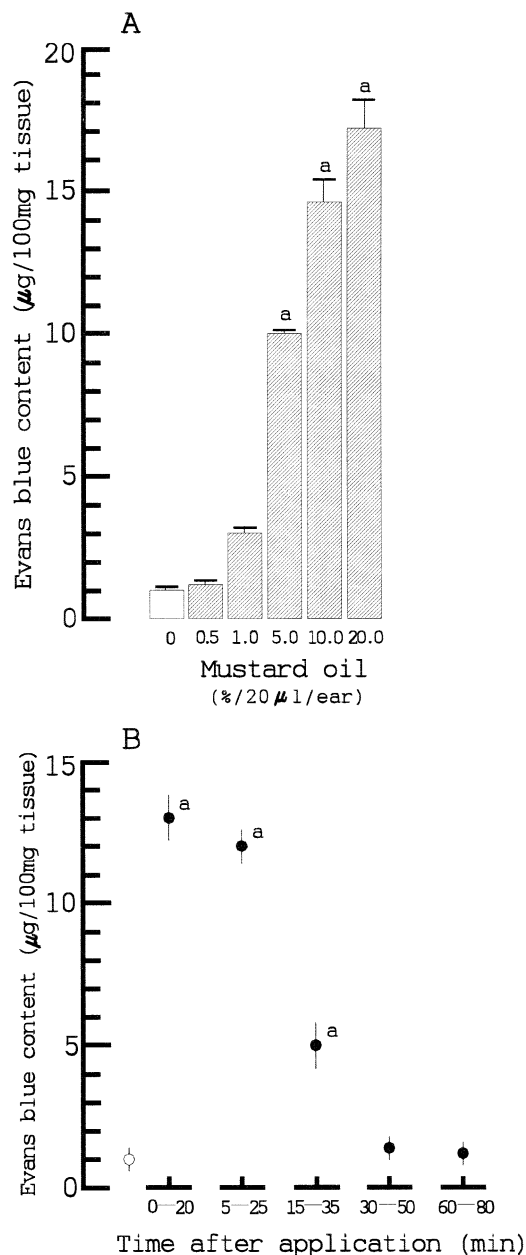 A
Evans blue content (μg/100mg tissue)
20
15
10
5
0
a
a
a
0 0.5 1.0 5.0 10.0 20.0
Mustard oil
(%/20μl/ear)
B
Evans blue content (μg/100mg tissue)
15
10
5
0
a
a
a
0—20 5—25 15—35 30—50 60—80
Time after application (min)